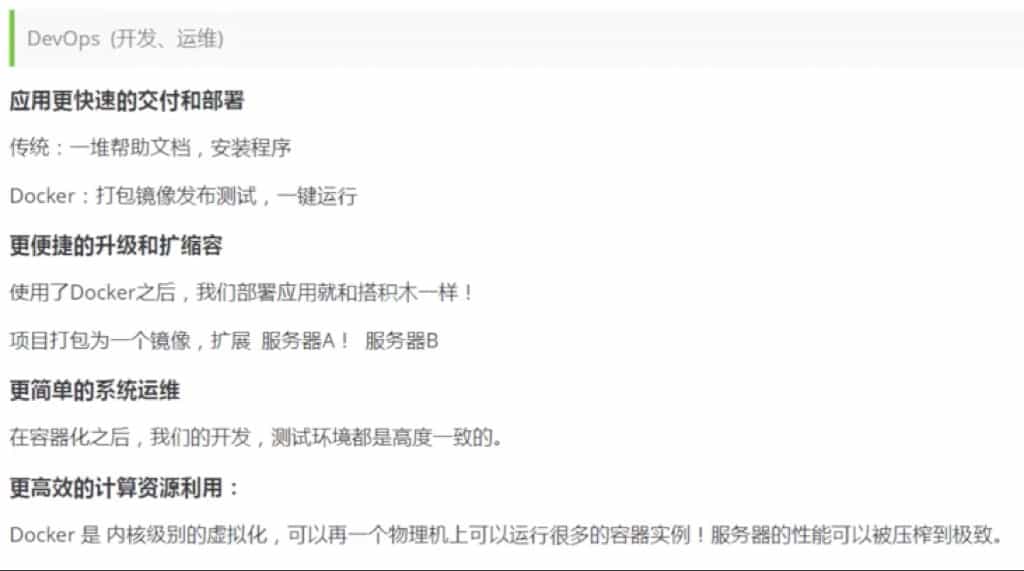 DevOps（开发、运维）
应用更快速的交付和部署
传统：一堆帮助文档，安装程序
Docker：打包镜像发布测试，一键运行
更便捷的升级和扩缩容
使用了Docker之后，我们部署应用就和搭积木一样！
项目打包为一个镜像，扩展 服务器A！ 服务器B
更简单的系统运维
在容器化之后，我们的开发，测试环境都是高度一致的。
更高效的计算资源利用：
Docker 是 内核级别的虚拟化，可以再一个物理机上可以运行很多的容器实例！服务器的性能可以被压榨到极致。